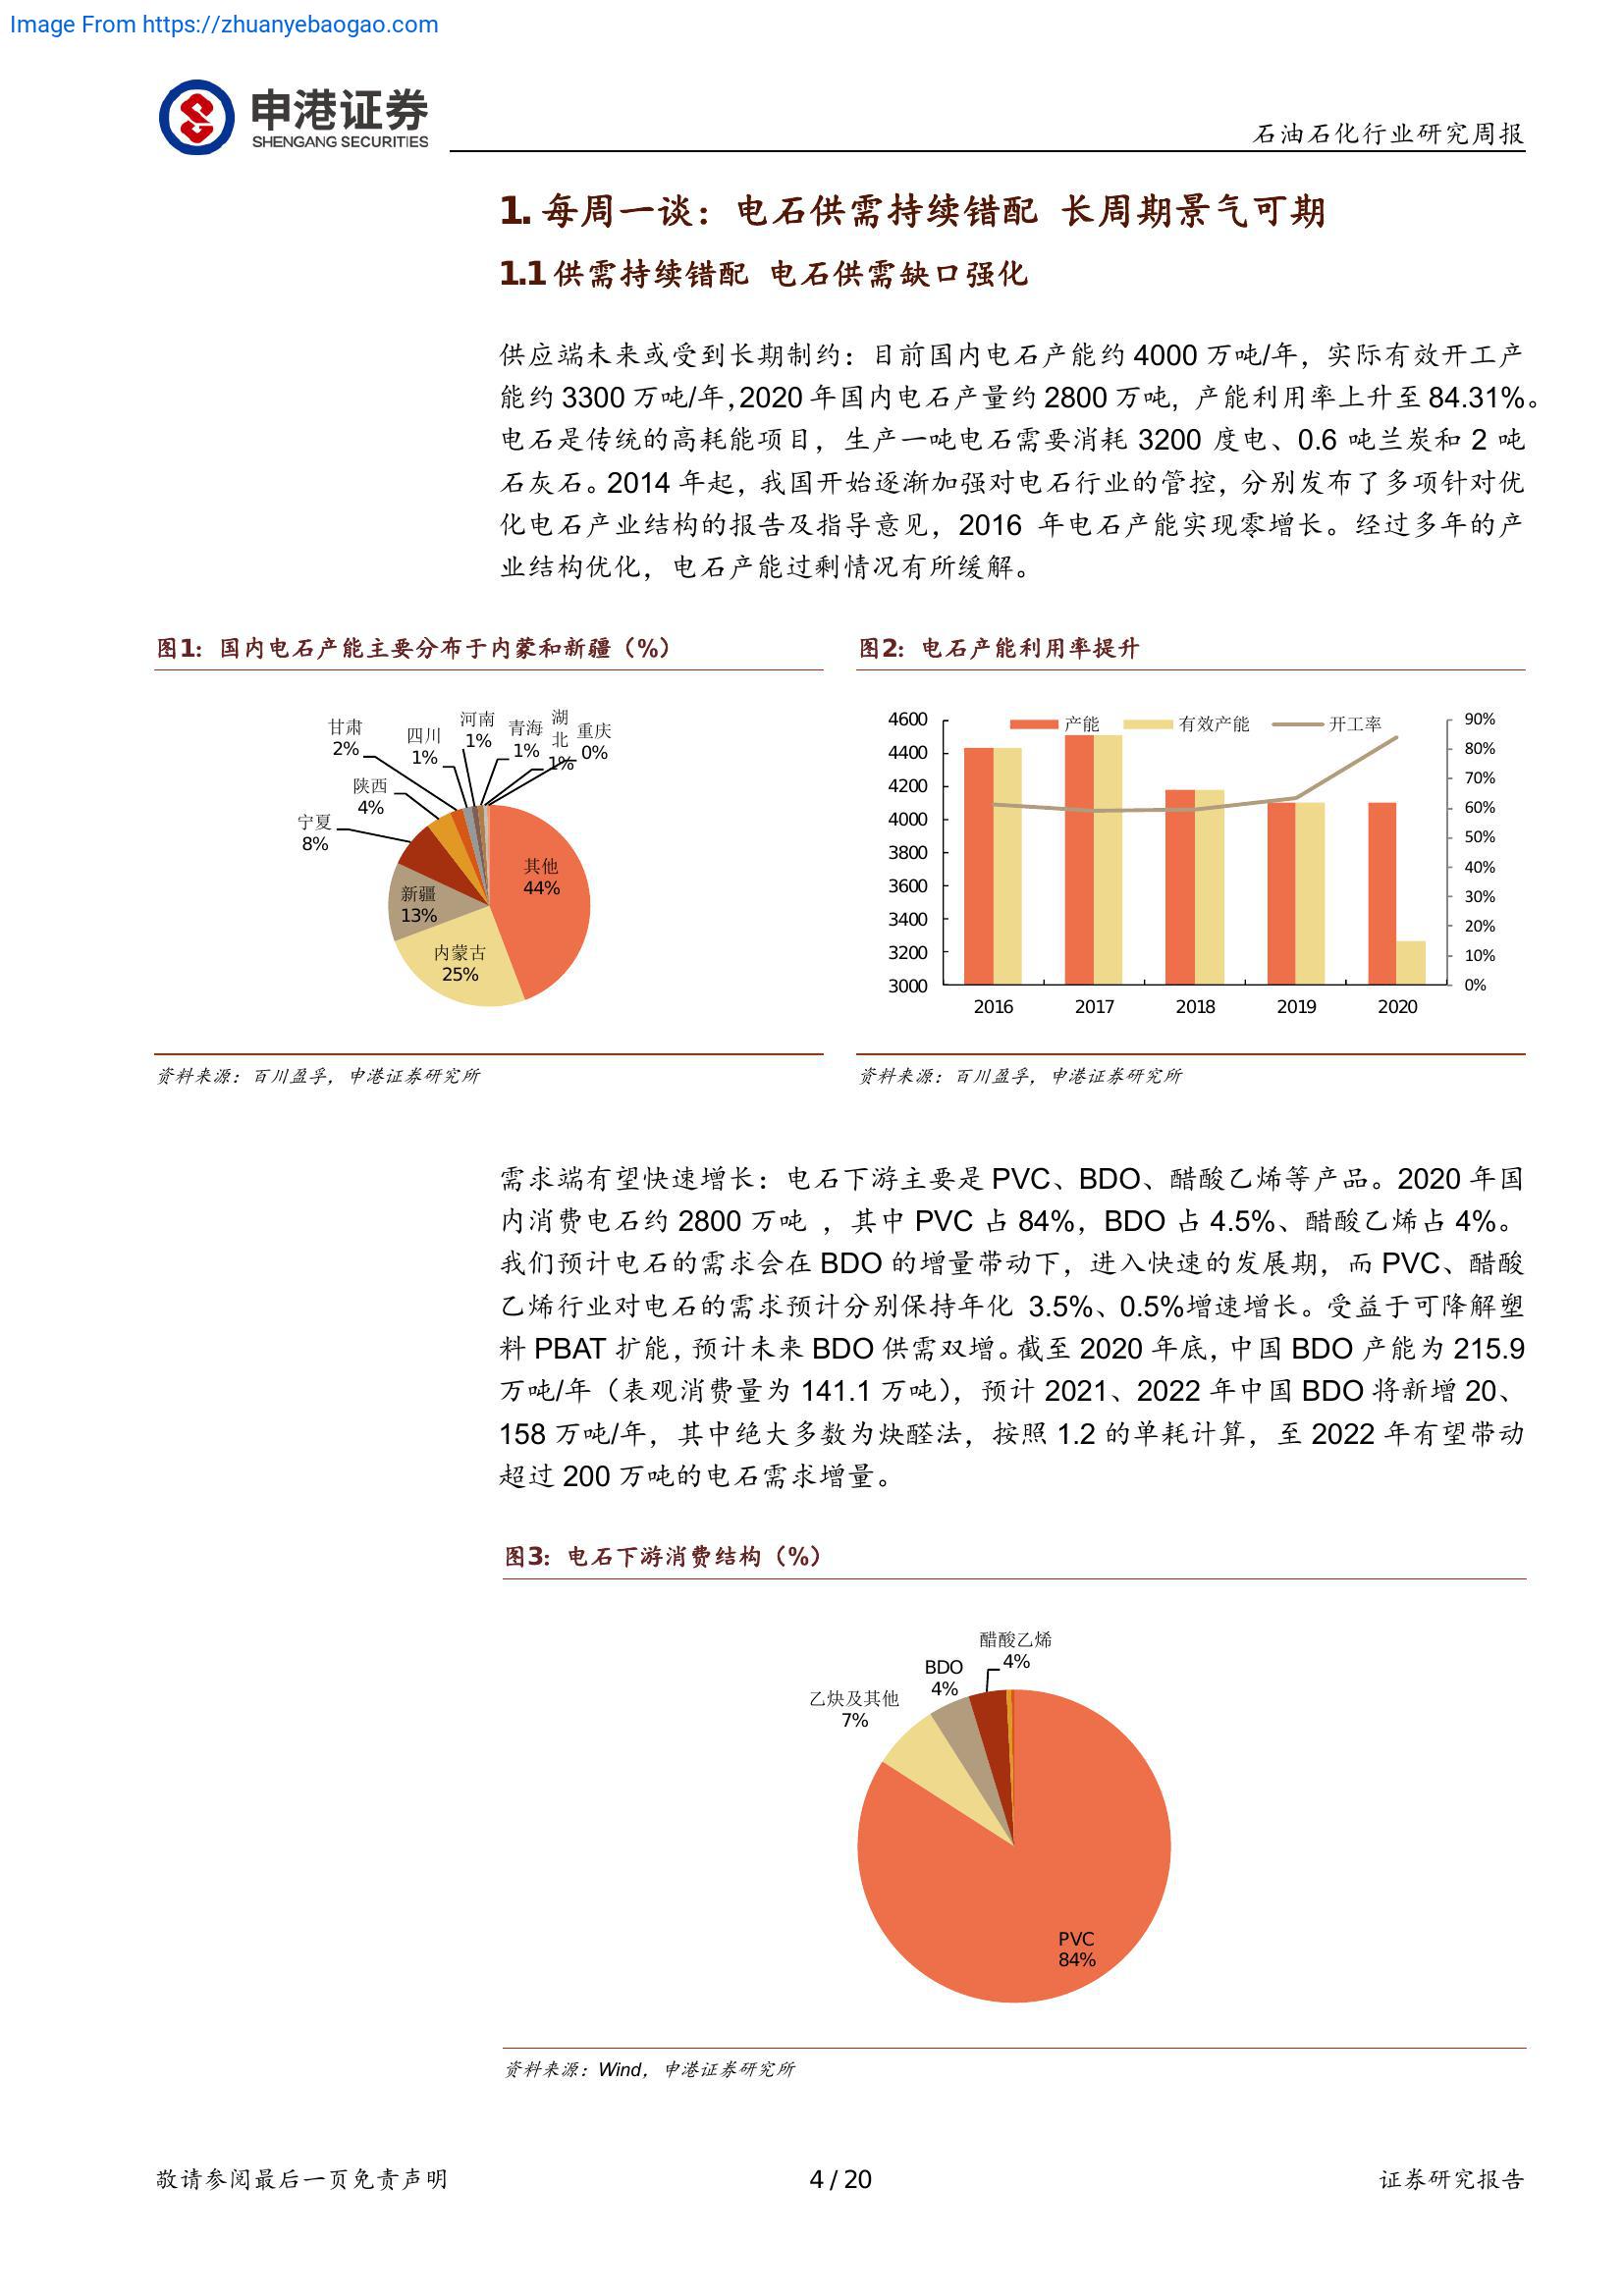 Image From https://zhuanyebaogao.com
申港证券
SHENGANG SECURITIES
石油石化行业研究周报
1. 每周一谈：电石供需持续错配 长周期景气可期
1.1 供需持续错配 电石供需缺口强化
供应端未来或受到长期制约：目前国内电石产能约 4000 万吨/年，实际有效开工产
能约 3300 万吨/年，2020 年国内电石产量约 2800 万吨，产能利用率上升至 84.31%。
电石是传统的高耗能项目，生产一吨电石需要消耗 3200 度电、0.6 吨兰炭和 2 吨
石灰石。2014 年起，我国开始逐渐加强对电石行业的管控，分别发布了多项针对优
化电石产业结构的报告及指导意见，2016 年电石产能实现零增长。经过多年的产
业结构优化，电石产能过剩情况有所缓解。
图1：国内电石产能主要分布于内蒙和新疆（%）
甘肃
2%
四川
1%
河南
1%
青海
1%
湖
北
1%
重庆
0%
陕西
4%
宁夏
8%
其他
44%
新疆
13%
内蒙古
25%
资料来源：百川盈孚，申港证券研究所
图2：电石产能利用率提升
产能 有效产能 开工率
4600
4400
4200
4000
3800
3600
3400
3200
3000
90%
80%
70%
60%
50%
40%
30%
20%
10%
0%
2016 2017 2018 2019 2020
资料来源：百川盈孚，申港证券研究所
需求端有望快速增长：电石下游主要是 PVC、BDO、醋酸乙烯等产品。2020 年国
内消费电石约 2800 万吨 ，其中 PVC 占 84%，BDO 占 4.5%、醋酸乙烯占 4%。
我们预计电石的需求会在 BDO 的增量带动下，进入快速的发展期，而 PVC、醋酸
乙烯行业对电石的需求预计分别保持年化 3.5%、0.5%增速增长。受益于可降解塑
料 PBAT 扩能，预计未来 BDO 供需双增。截至 2020 年底，中国 BDO 产能为 215.9
万吨/年（表观消费量为 141.1 万吨），预计 2021、2022 年中国 BDO 将新增 20、
158 万吨/年，其中绝大多数为炔醛法，按照 1.2 的单耗计算，至 2022 年有望带动
超过 200 万吨的电石需求增量。
图3：电石下游消费结构（%）
醋酸乙烯
4%
BDO
4%
乙炔及其他
7%
PVC
84%
资料来源：Wind，申港证券研究所
敬请参阅最后一页免责声明
4 / 20
证券研究报告